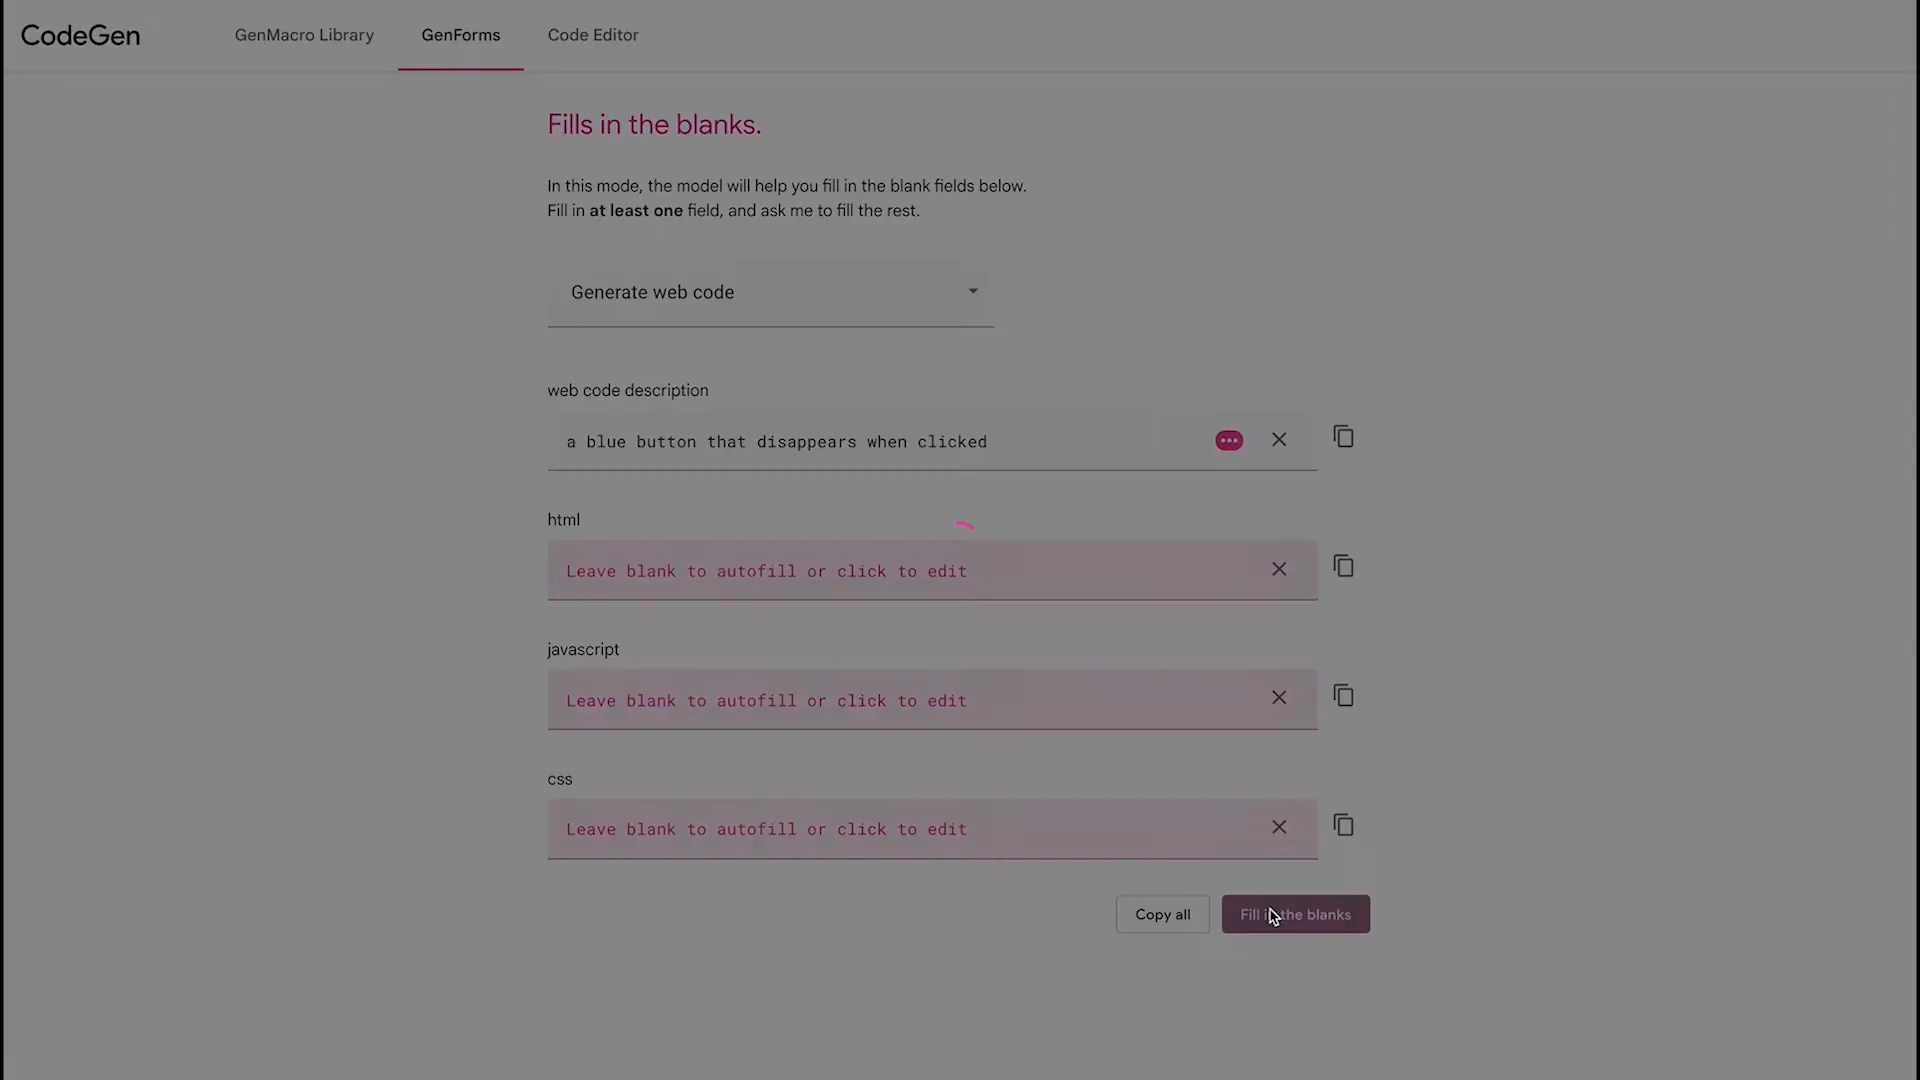 CodeGen
GenMacro Library
GenForms
Code Editor
Fills in the blanks.
In this mode, the model will help you fill in the blank fields below.
Fill in at least one field, and ask me to fill the rest.
Generate web code
web code description
a blue button that disappears when clicked
html
Leave blank to autofill or click to edit
javascript
Leave blank to autofill or click to edit
css
Leave blank to autofill or click to edit
Copy all
Fill in the blanks